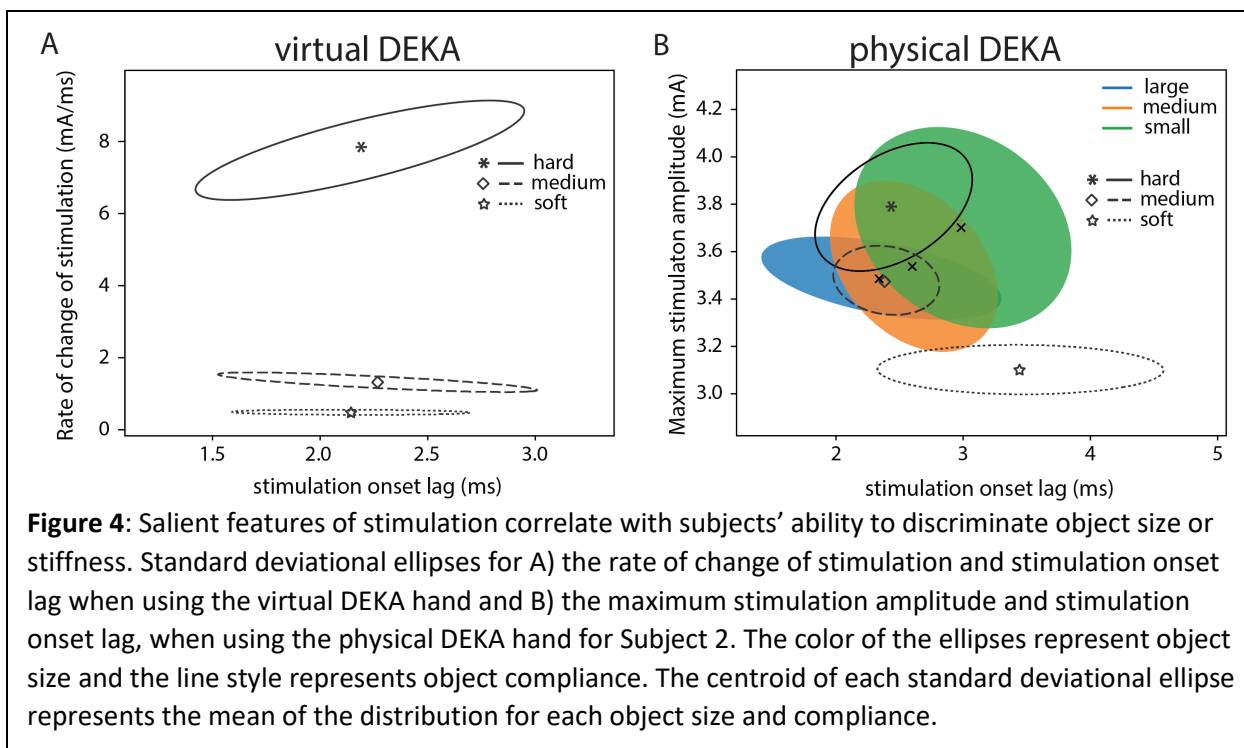 A
virtual DEKA
Rate of change of stimulation (mA/ms)
8
6
4
2
0
hard
medium
soft
1.5
2.0
2.5
3.0
stimulation onset lag (ms)
B
physical DEKA
Maximum stimulaton amplitude (mA)
4.2
4.0
3.8
3.6
3.4
3.2
3.0
large
medium
small
hard
medium
soft
2
3
4
5
stimulation onset lag (ms)
Figure 4: Salient features of stimulation correlate with subjects’ ability to discriminate object size or
stiffness. Standard deviational ellipses for A) the rate of change of stimulation and stimulation onset
lag when using the virtual DEKA hand and B) the maximum stimulation amplitude and stimulation
onset lag, when using the physical DEKA hand for Subject 2. The color of the ellipses represent object
size and the line style represents object compliance. The centroid of each standard deviational ellipse
represents the mean of the distribution for each object size and compliance.